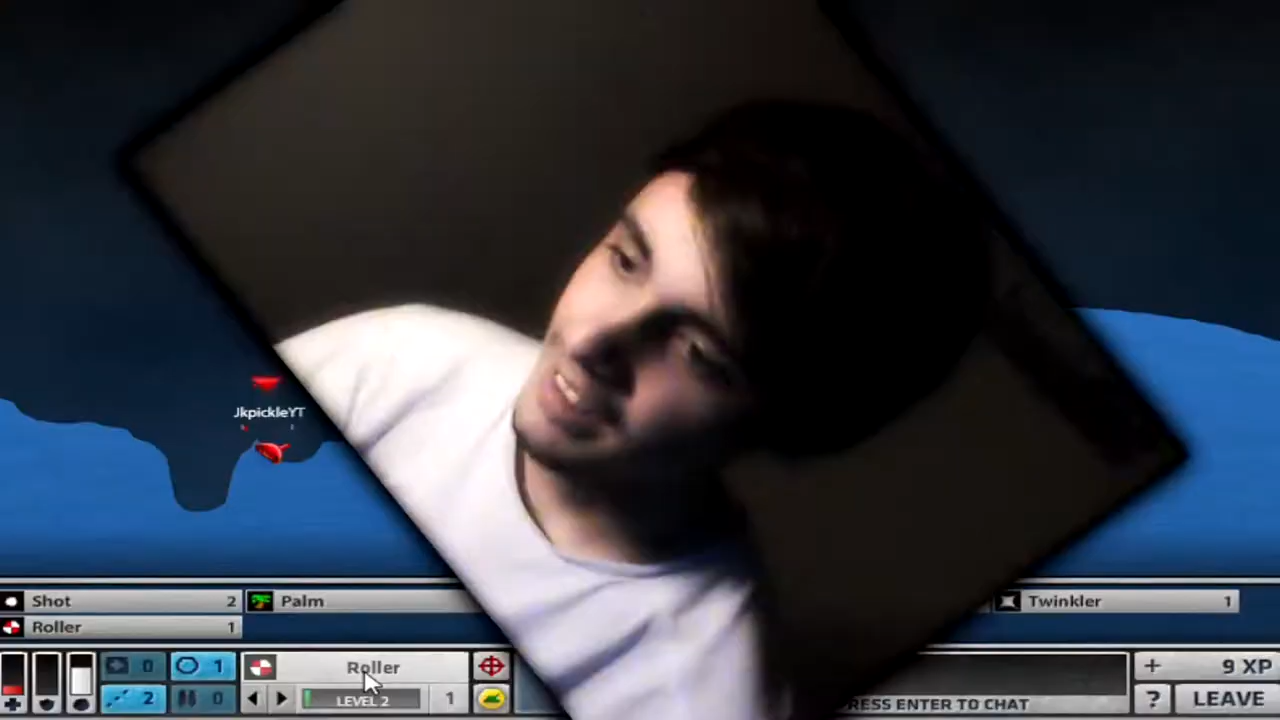 JkpickleYT
Shot 2 Palm Twinkler 1
Roller 1
0 1 Roller + 9 XP
2 0 LEVEL 2 1 RESS ENTER TO CHAT ? LEAVE